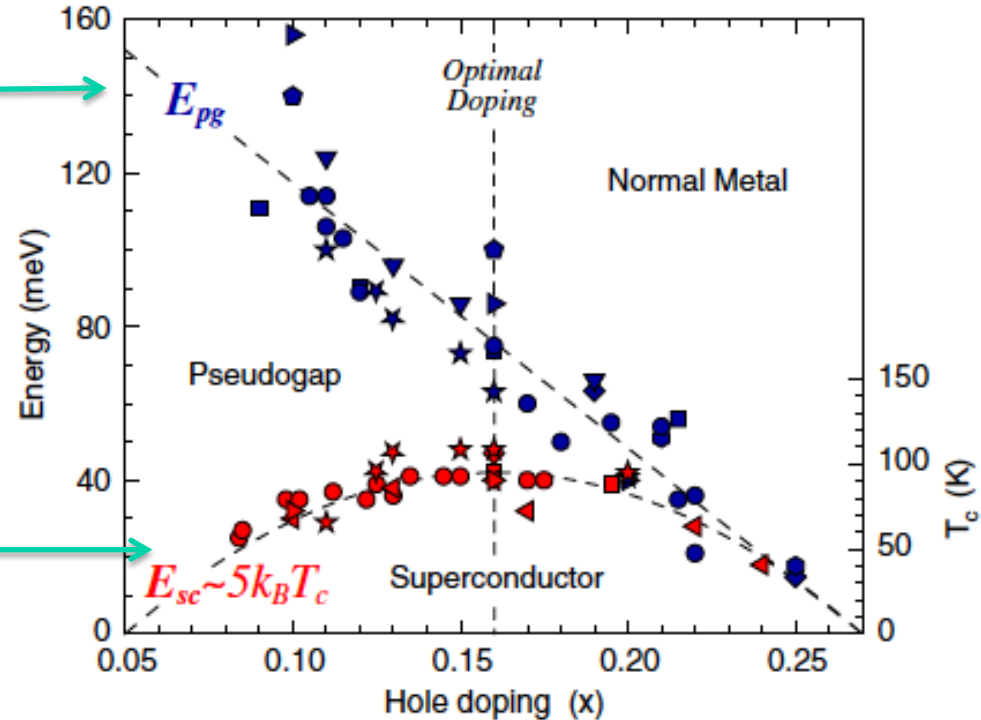 160
120
80
40
0
Energy (meV)
E_pg
Optimal
Doping
Normal Metal
Pseudogap
E_sc~5k_BT_c
Superconductor
150
100
50
0
T_c (K)
0.05 0.10 0.15 0.20 0.25
Hole doping (x)